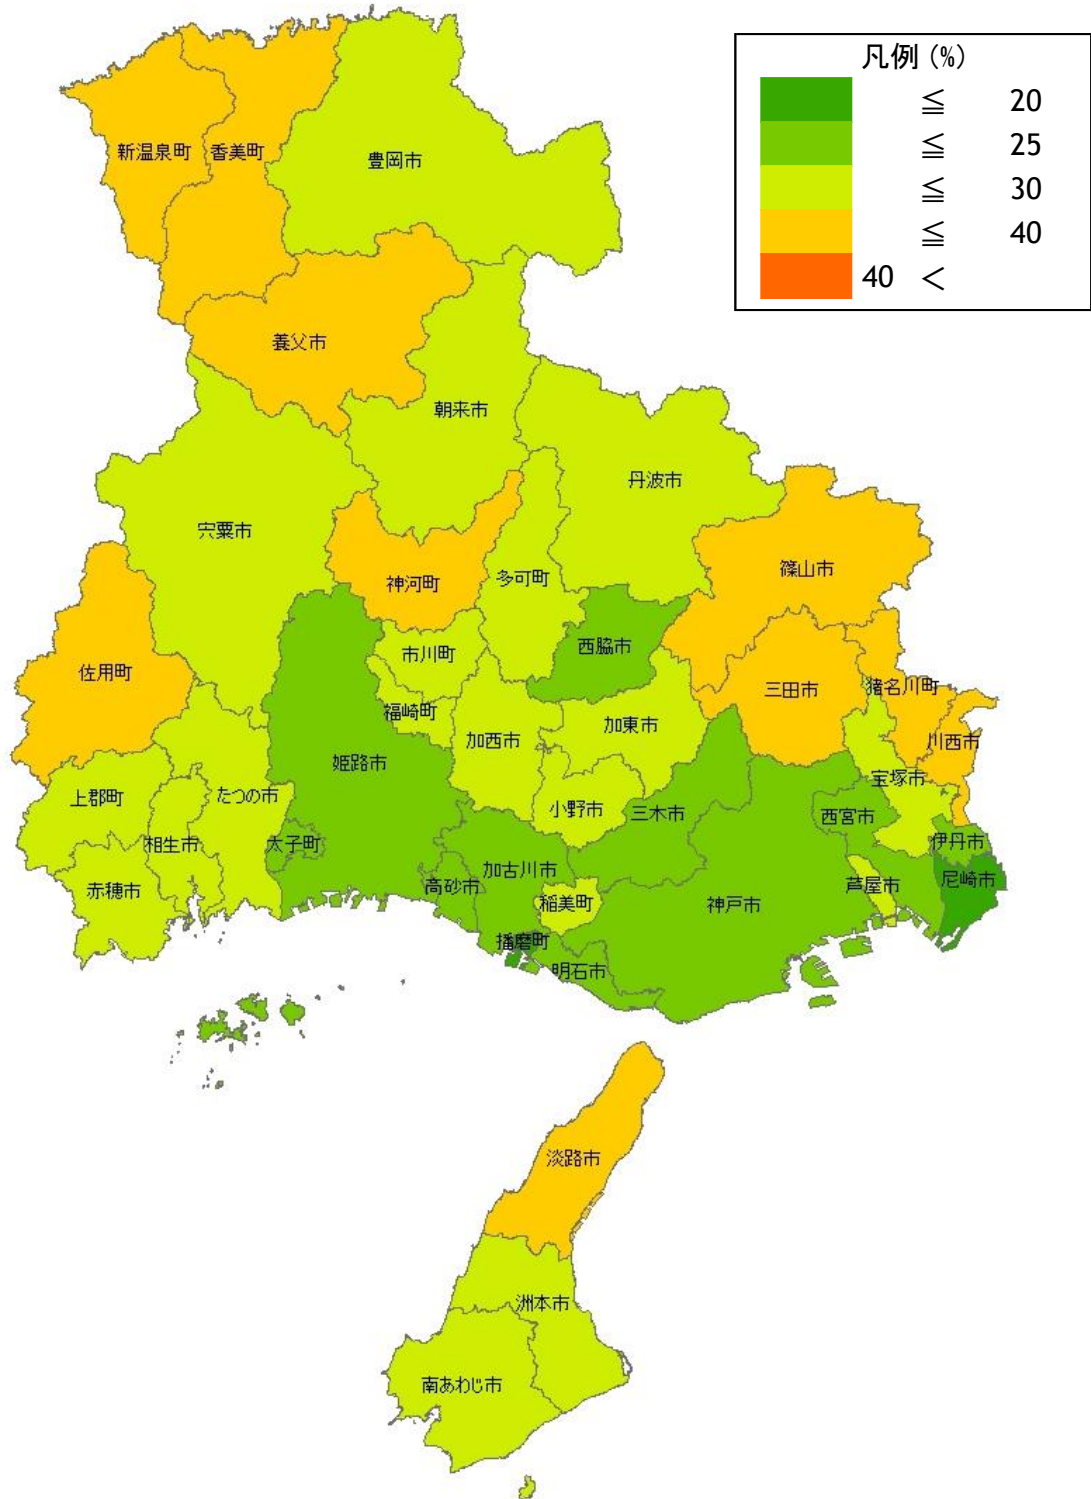 凡例 (%)
≦ 20
≦ 25
≦ 30
≦ 40
40 <
新温泉町
香美町
豊岡市
養父市
朝来市
丹波市
宍粟市
神河町
多可町
篠山市
佐用町
市川町
西脇市
三田市
猪名川町
福崎町
加西市
加東市
川西市
姫路市
宝塚市
上郡町
たつの市
小野市
三木市
西宮市
相生市
太子町
伊丹市
赤穂市
加古川市
高砂市
芦屋市
尼崎市
稲美町
神戸市
播磨町
明石市
淡路市
洲本市
南あわじ市